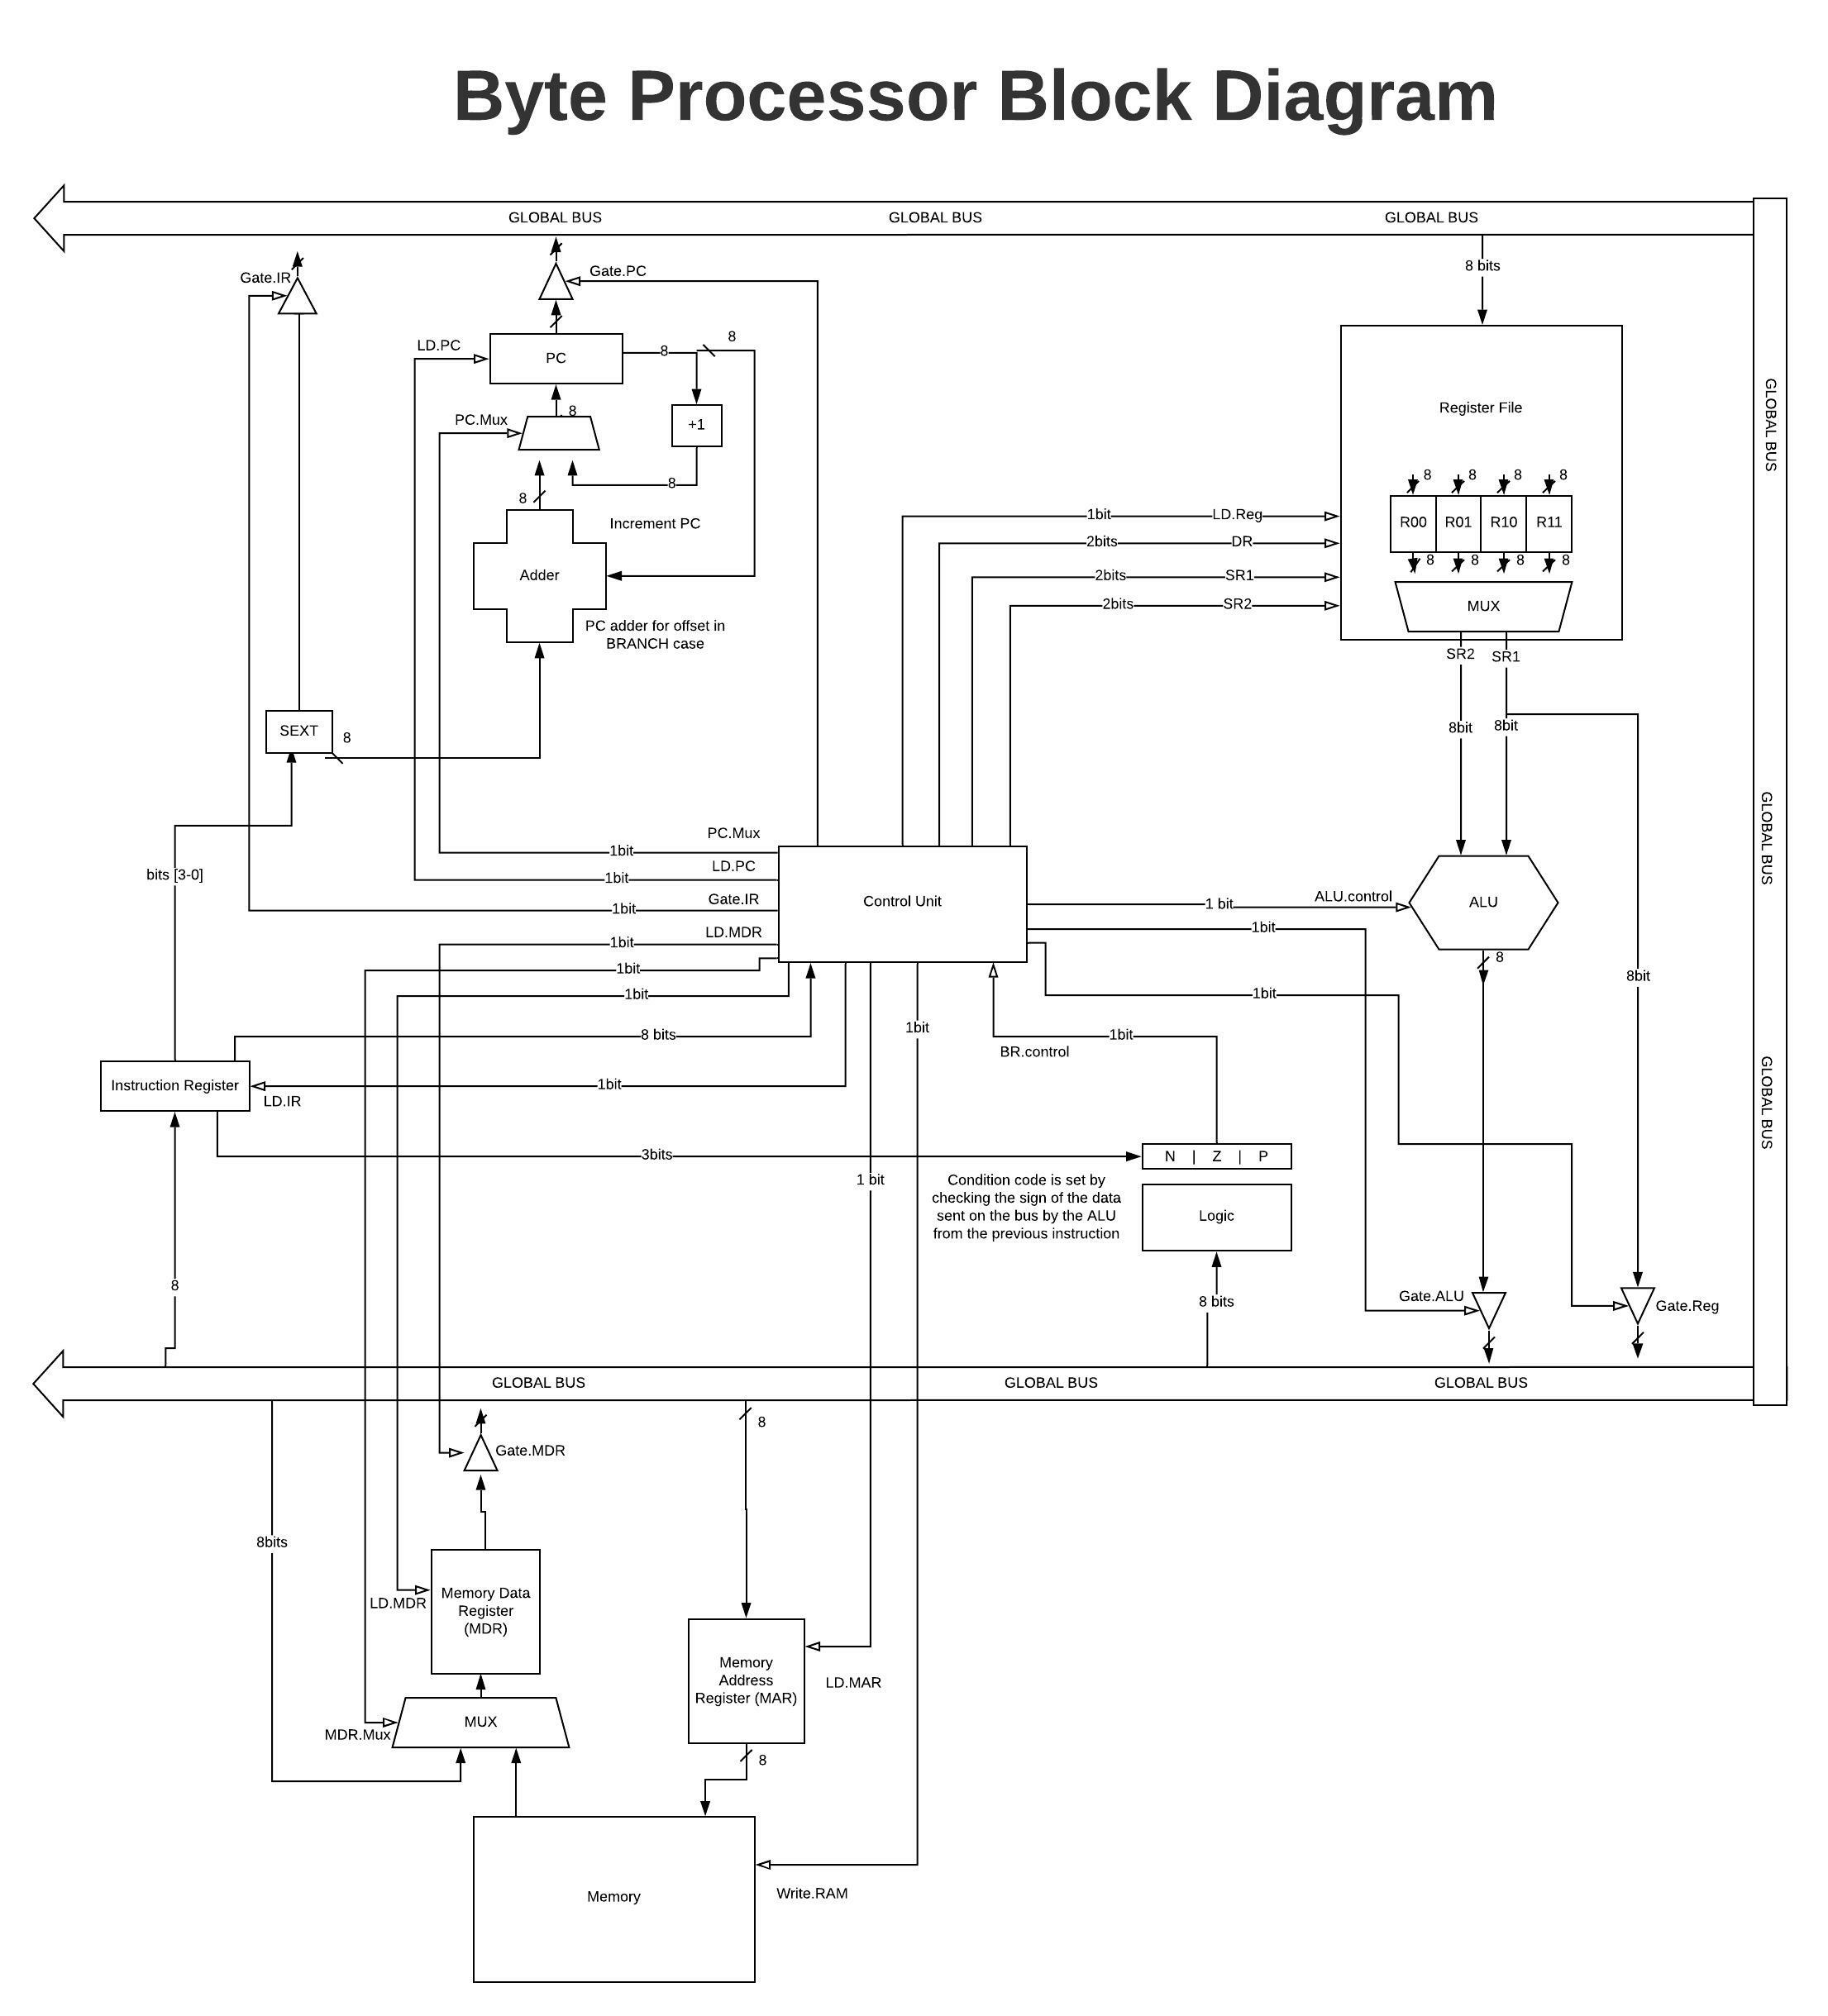 Byte Processor Block Diagram
GLOBAL BUS
GLOBAL BUS
GLOBAL BUS
Gate.IR
Gate.PC
8 bits
LD.PC
PC
8
8
GLOBAL BUS
PC.Mux
8
+1
Register File
8
8
8
8
8
8
Increment PC
1bit
LD.Reg
R00
R01
R10
R11
2bits
DR
8
8
8
8
Adder
2bits
SR1
2bits
SR2
MUX
PC adder for offset in
BRANCH case
SR2
SR1
SEXT
8
8bit
8bit
GLOBAL BUS
PC.Mux
1bit
LD.PC
bits [3-0]
1bit
Gate.IR
1bit
Control Unit
1 bit
ALU.control
ALU
LD.MDR
1bit
1bit
1bit
8
1bit
1bit
8bit
1bit
8 bits
1bit
BR.control
Instruction Register
1bit
LD.IR
GLOBAL BUS
3bits
N | Z | P
1 bit
Condition code is set by
checking the sign of the data
sent on the bus by the ALU
from the previous instruction
Logic
8
8 bits
Gate.ALU
Gate.Reg
GLOBAL BUS
GLOBAL BUS
GLOBAL BUS
8
Gate.MDR
8bits
LD.MDR
Memory Data
Register
(MDR)
Memory
Address
Register (MAR)
LD.MAR
MUX
MDR.Mux
8
Memory
Write.RAM